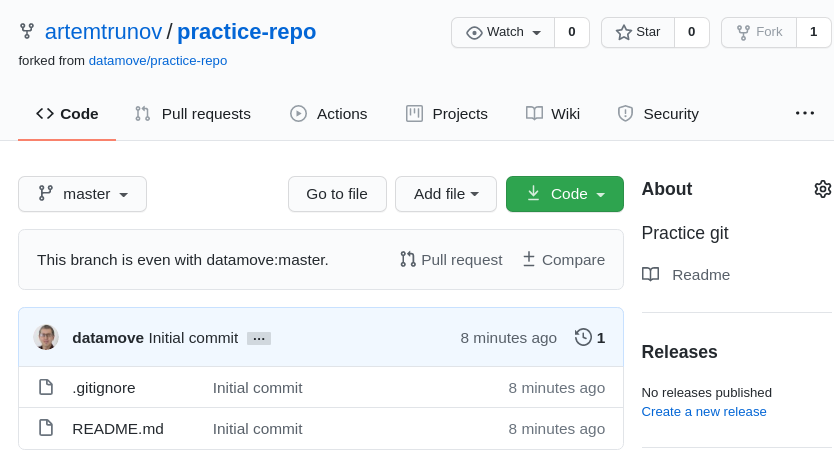 artemtrunov / practice-repo
Watch 0 Star 0 Fork 1
forked from datamove/practice-repo
Code Pull requests Actions Projects Wiki Security ...
master Go to file Add file Code
This branch is even with datamove:master. Pull request Compare
datamove Initial commit ... 8 minutes ago 1
.gitignore Initial commit 8 minutes ago
README.md Initial commit 8 minutes ago
About
Practice git
Readme
Releases
No releases published
Create a new release